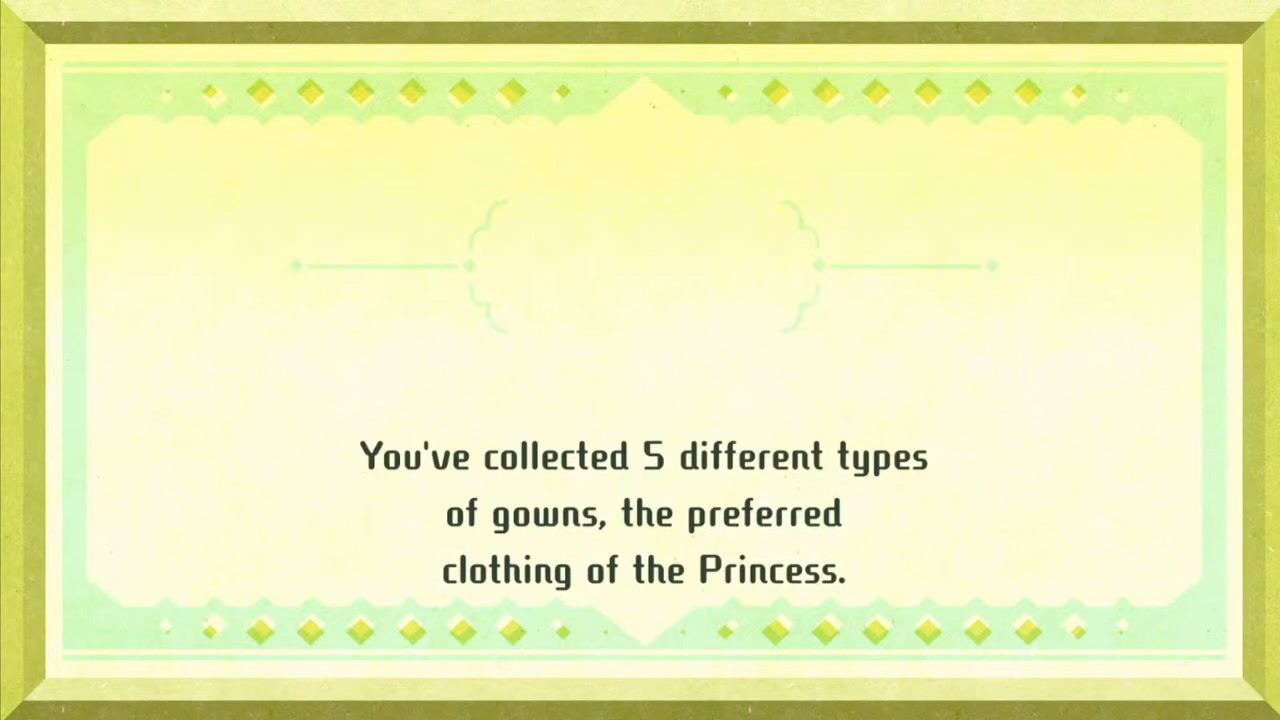 You've collected 5 different types
of gowns, the preferred
clothing of the Princess.